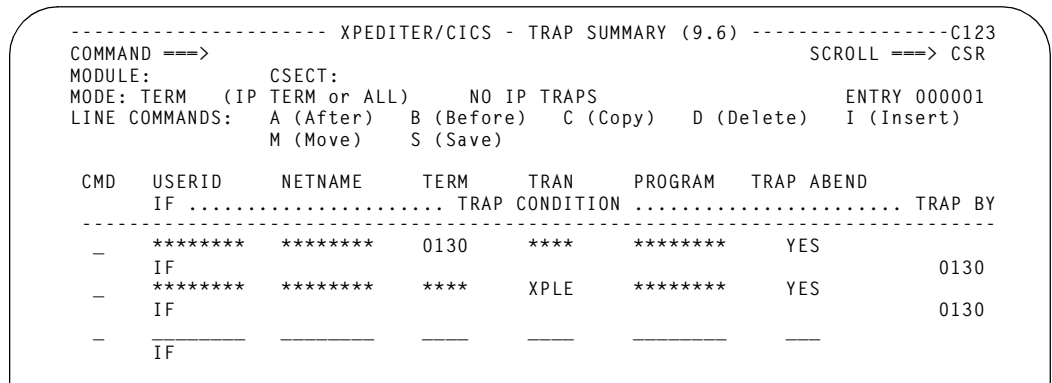 ---------------------- XPEDITER/CICS - TRAP SUMMARY (9.6) -----------------C123
COMMAND ===> SCROLL ===> CSR
MODULE: CSECT:
MODE: TERM (IP TERM or ALL) NO IP TRAPS ENTRY 000001
LINE COMMANDS: A (After) B (Before) C (Copy) D (Delete) I (Insert)
M (Move) S (Save)
CMD USERID NETNAME TERM TRAN PROGRAM TRAP ABEND
IF ...................... TRAP CONDITION ....................... TRAP BY
-------------------------------------------------------------------------------
_ ******** ******** 0130 **** ******** YES
IF 0130
_ ******** ******** **** XPLE ******** YES
IF 0130
_ ________ ________ ____ ____ ________ ___
IF